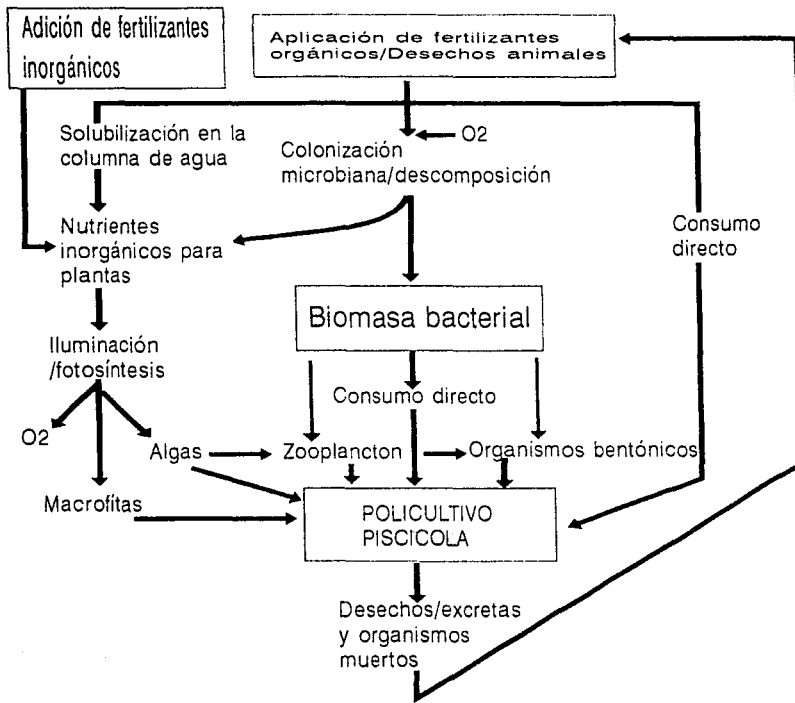 Adición de fertilizantes
inorgánicos
Aplicación de fertilizantes
orgánicos/Desechos animales
Solubilización en la
columna de agua
O2
Colonización
microbiana/descomposición
Consumo
directo
Nutrientes
inorgánicos para
plantas
Biomasa bacterial
Iluminación
/fotosíntesis
Consumo directo
O2
Algas
Zooplancton
Organismos bentónicos
Macrofítas
POLICULTIVO
PISCICOLA
Desechos/excretas
y organismos
muertos